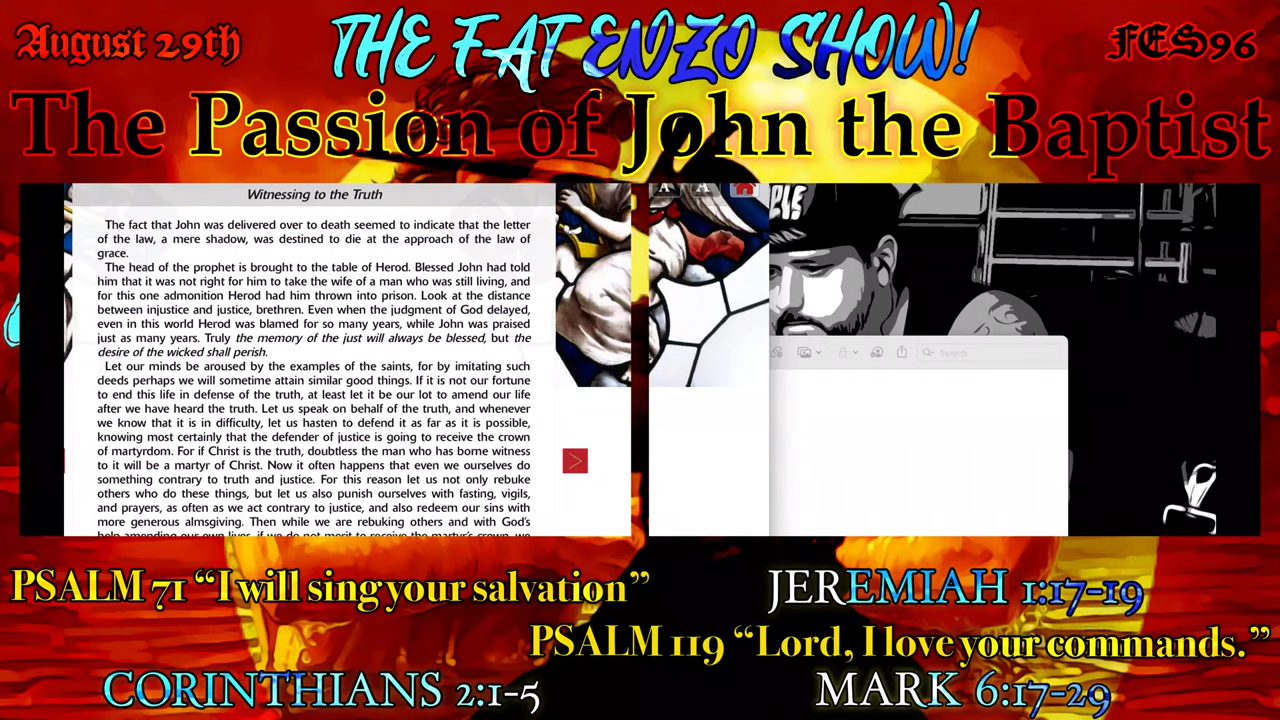 August 29th
THE FAT ENZO SHOW!
FES96
The Passion of John the Baptist
Witnessing to the Truth
The fact that John was delivered over to death seemed to indicate that the letter
of the law, a mere shadow, was destined to die at the approach of the law of
grace.
The head of the prophet is brought to the table of Herod. Blessed John had told
him that it was not right for him to take the wife of a man who was still living, and
for this one admonition Herod had him thrown into prison. Look at the distance
between injustice and justice, brethren. Even when the judgment of God delayed,
even in this world Herod was blamed for so many years, while John was praised
just as many years. Truly the memory of the just will always be blessed, but the
desire of the wicked shall perish.
Let our minds be aroused by the examples of the saints, for by imitating such
deeds perhaps we will sometime attain similar good things. If it is not our fortune
to end this life in defense of the truth, at least let it be our lot to amend our life
after we have heard the truth. Let us speak on behalf of the truth, and whenever
we know that it is in difficulty, let us hasten to defend it as far as it is possible,
knowing most certainly that the defender of justice is going to receive the crown
of martyrdom. For if Christ is the truth, doubtless the man who has borne witness
to it will be a martyr of Christ. Now it often happens that even we ourselves do
something contrary to truth and justice. For this reason let us not only rebuke
others who do these things, but let us also punish ourselves with fasting, vigils,
and prayers, as often as we act contrary to justice, and also redeem our sins with
more generous almsgiving. Then while we are rebuking others and with God's
help amending our own lives, if we do not merit to receive the martyr's crown, we
>
A A
Search
PSALM 71 “I will sing your salvation”
JEREMIAH 1:17-19
PSALM 119 “Lord, I love your commands.”
CORINTHIANS 2:1-5
MARK 6:17-29